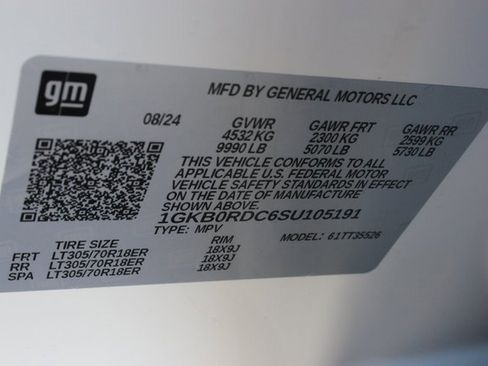 gm
MFD BY GENERAL MOTORS LLC
08/24 GVWR GAWR FRT GAWR RR
4532 KG 2300 KG 2599 KG
9990 LB 5070 LB 5730 LB
THIS VEHICLE CONFORMS TO ALL
APPLICABLE U.S. FEDERAL MOTOR
VEHICLE SAFETY STANDARDS IN EFFECT
ON THE DATE OF MANUFACTURE
SHOWN ABOVE.
1GKB0RDC6SU105191
TYPE: MPV MODEL: 61TT35526
TIRE SIZE RIM
FRT LT305/70R18ER 18X9J
RR LT305/70R18ER 18X9J
SPA LT305/70R18ER 18X9J